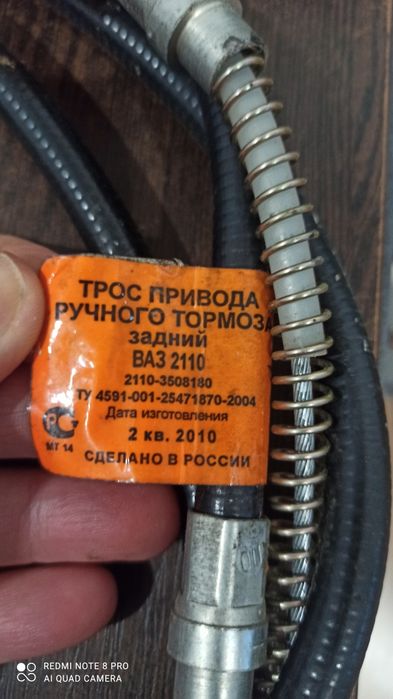 ТРОС ПРИВОДА
РУЧНОГО ТОРМОЗА
задний
ВАЗ 2110
2110-3508180
ТУ 4591-001-25471870-2004
Дата изготовления
2 кв. 2010
МТ 14
СДЕЛАНО В РОССИИ
REDMI NOTE 8 PRO
AI QUAD CAMERA